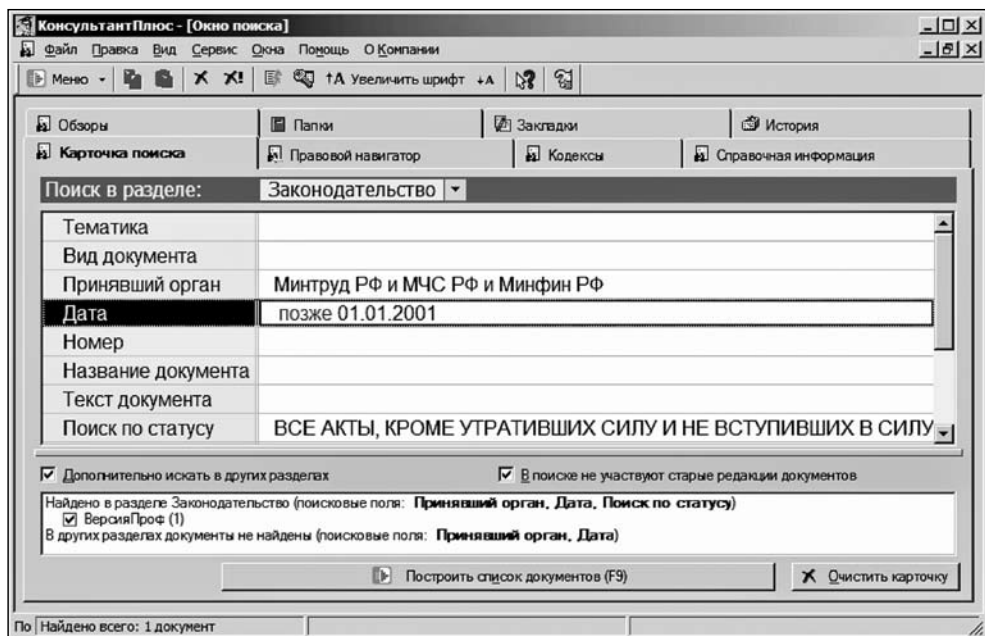 КонсультантПлюс - [Окно поиска]
Файл Правка Вид Сервис Окна Помощь О Компании
Меню Увеличить шрифт
Обзоры Папки Закладки История
Карточка поиска Правовой навигатор Кодексы Справочная информация
Поиск в разделе: Законодательство
Тематика
Вид документа
Принявший орган Минтруд РФ и МЧС РФ и Минфин РФ
Дата позже 01.01.2001
Номер
Название документа
Текст документа
Поиск по статусу ВСЕ АКТЫ, КРОМЕ УТРАТИВШИХ СИЛУ И НЕ ВСТУПИВШИХ В СИЛУ
Дополнительно искать в других разделах В поиске не участвуют старые редакции документов
Найдено в разделе Законодательство (поисковые поля: Принявший орган, Дата, Поиск по статусу)
ВерсияПроф (1)
В других разделах документы не найдены (поисковые поля: Принявший орган, Дата)
Построить список документов (F9) Очистить карточку
По Найдено всего: 1 документ